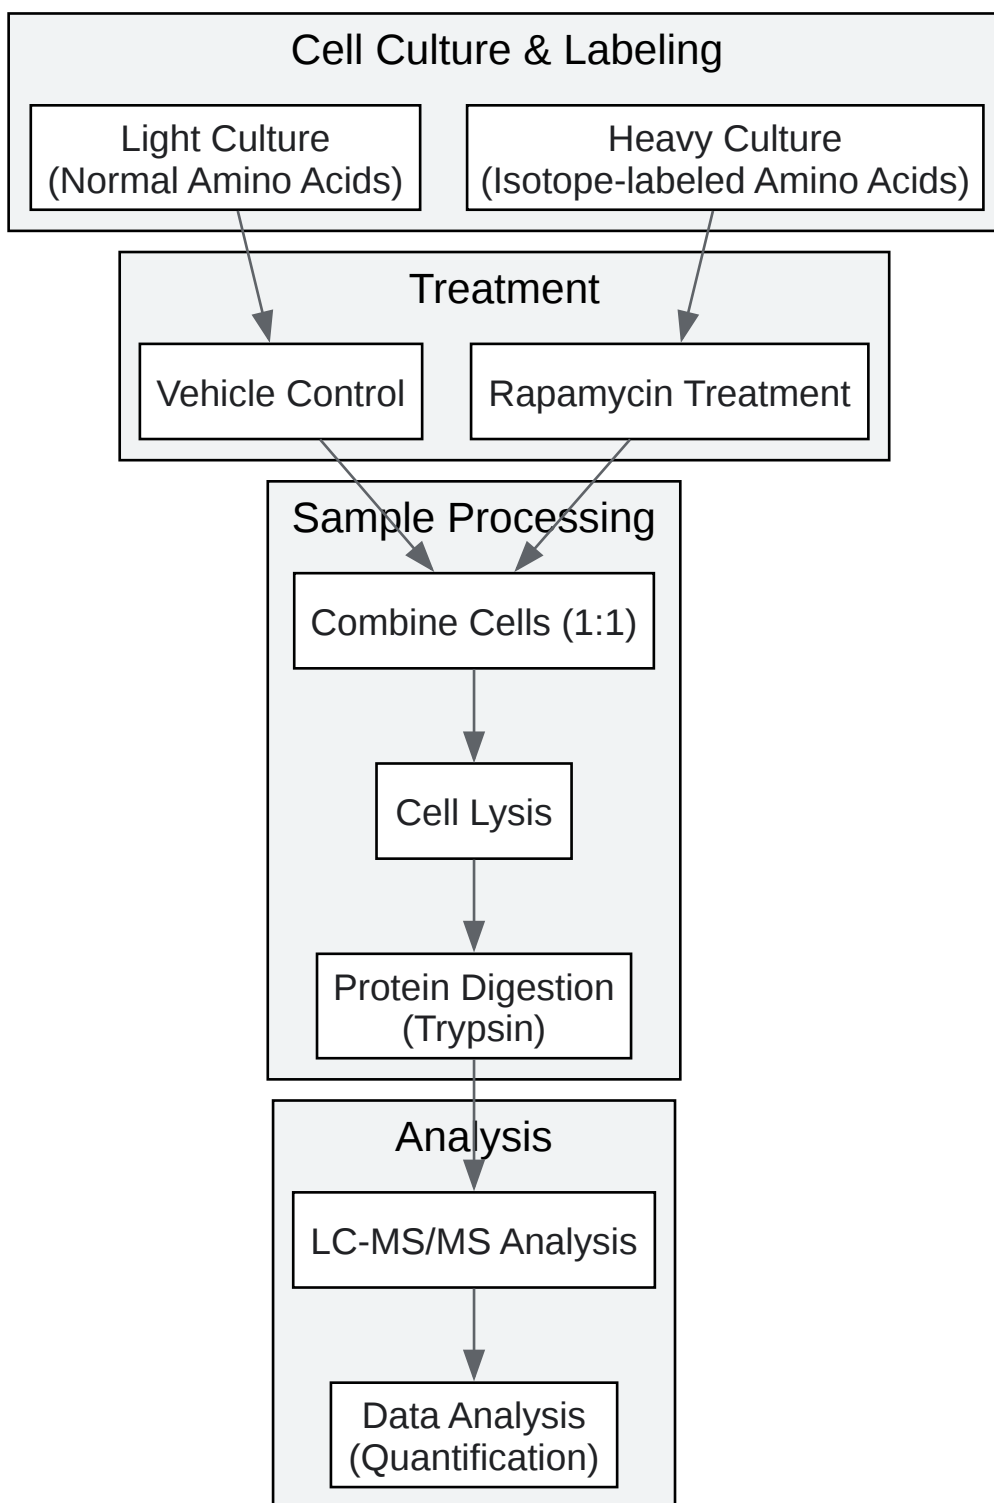 Cell Culture & Labeling
Light Culture
(Normal Amino Acids)
Heavy Culture
(Isotope-labeled Amino Acids)
Treatment
Vehicle Control
Rapamycin Treatment
Sample Processing
Combine Cells (1:1)
Cell Lysis
Protein Digestion
(Trypsin)
Analysis
LC-MS/MS Analysis
Data Analysis
(Quantification)